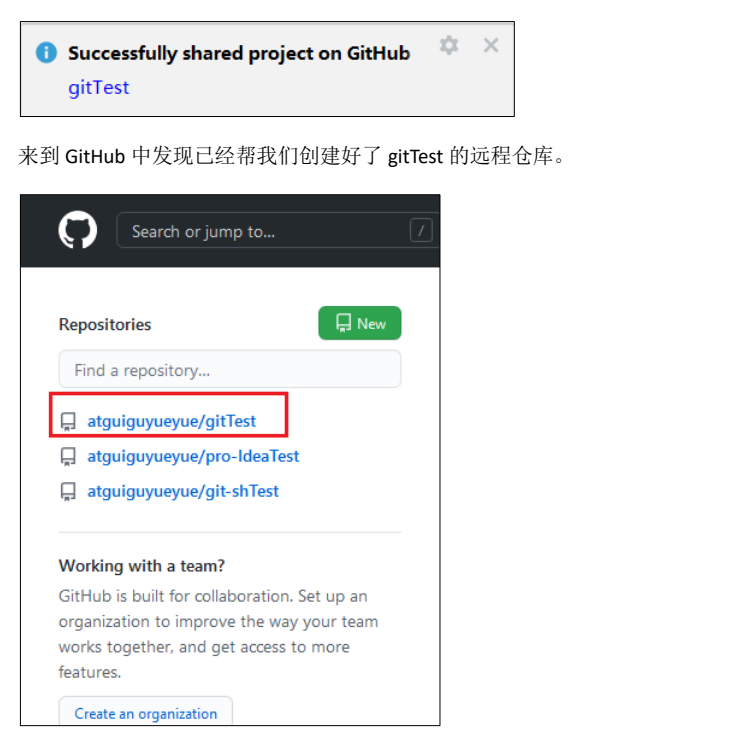 Successfully shared project on GitHub
gitTest
来到 GitHub 中发现已经帮我们创建好了 gitTest 的远程仓库。
Search or jump to...
/
Repositories
New
Find a repository...
atguiguyueyue/gitTest
atguiguyueyue/pro-IdeaTest
atguiguyueyue/git-shTest
Working with a team?
GitHub is built for collaboration. Set up an
organization to improve the way your team
works together, and get access to more
features.
Create an organization